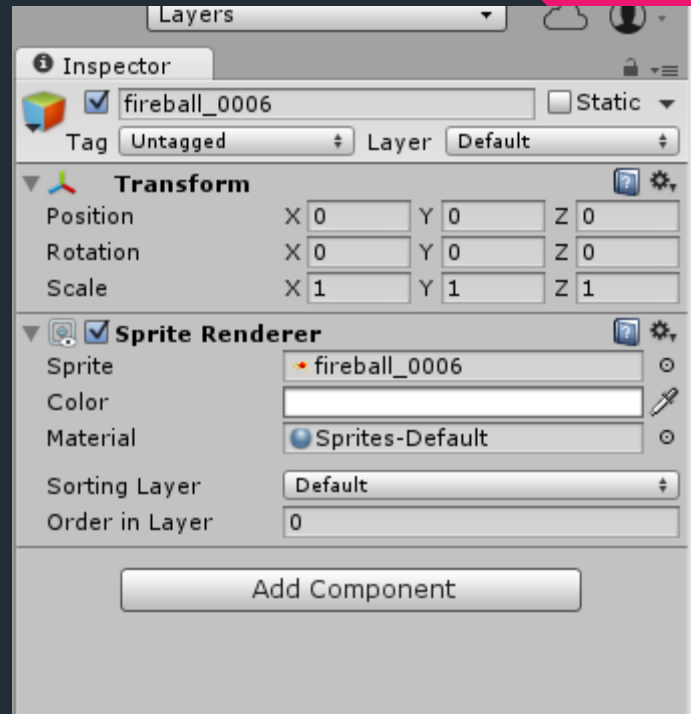 Layers
Inspector
fireball_0006 Static
Tag Untagged Layer Default
Transform
Position X 0 Y 0 Z 0
Rotation X 0 Y 0 Z 0
Scale X 1 Y 1 Z 1
Sprite Renderer
Sprite fireball_0006
Color
Material Sprites-Default
Sorting Layer Default
Order in Layer 0
Add Component